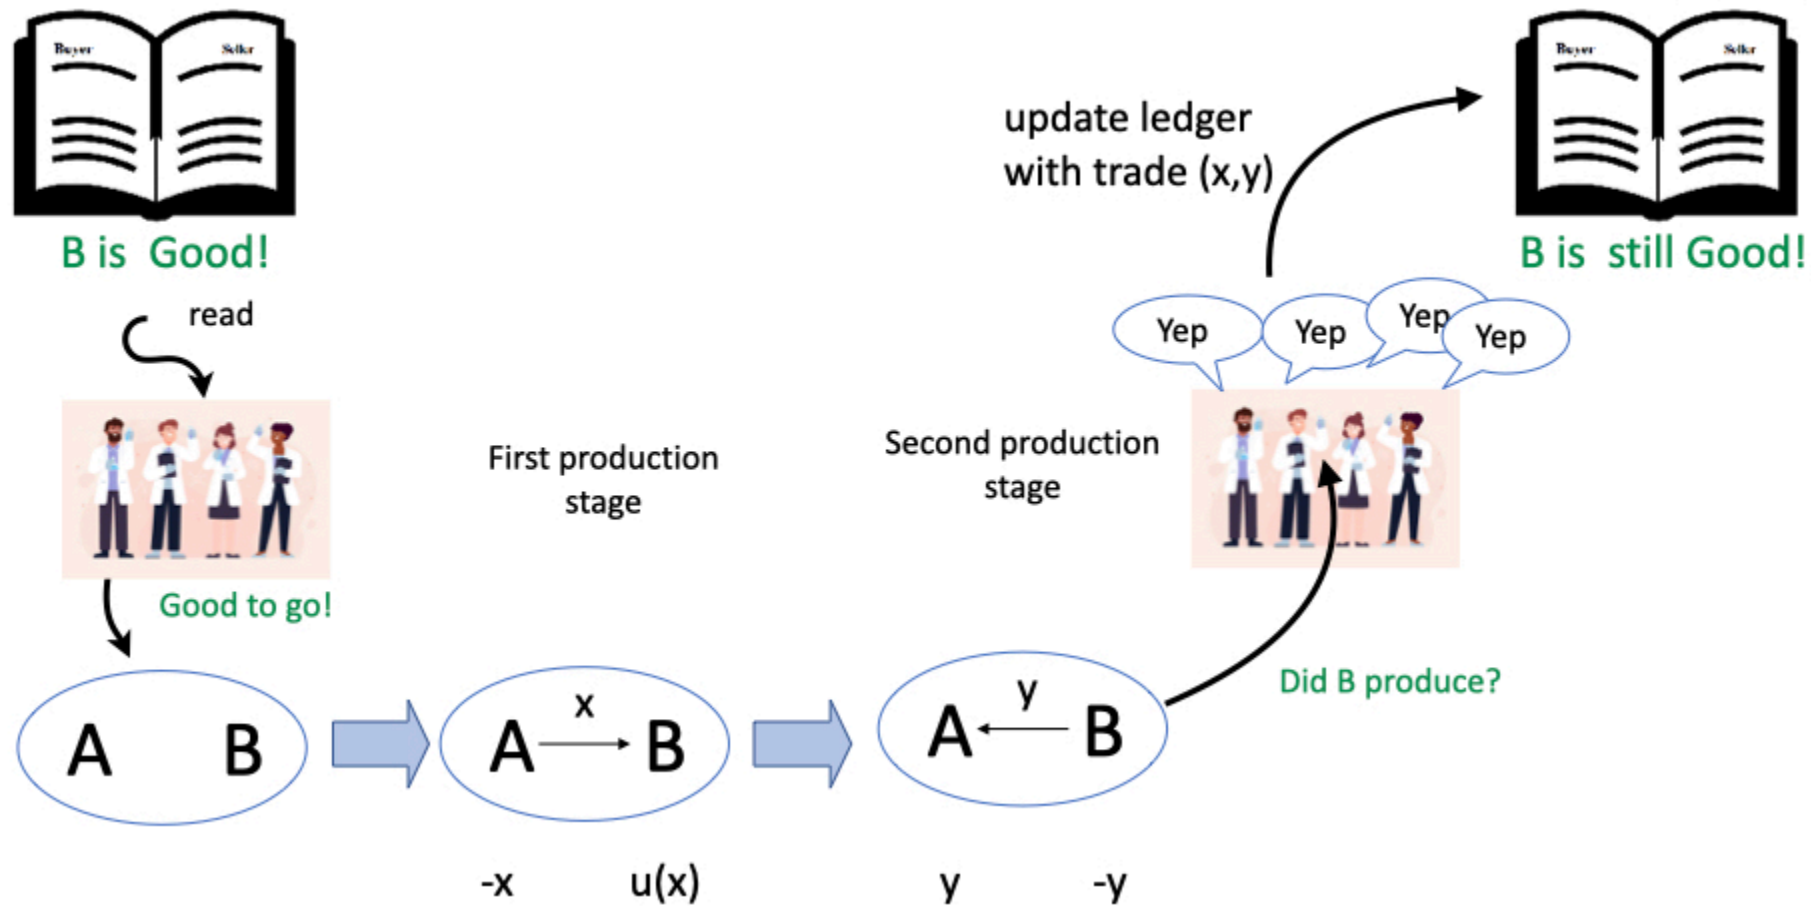 Buyer Seller
B is Good!
read
Good to go!
A B
First production
stage
A x B
-x u(x)
Second production
stage
A y B
y -y
Did B produce?
Yep Yep Yep Yep
update ledger
with trade (x,y)
Buyer Seller
B is still Good!